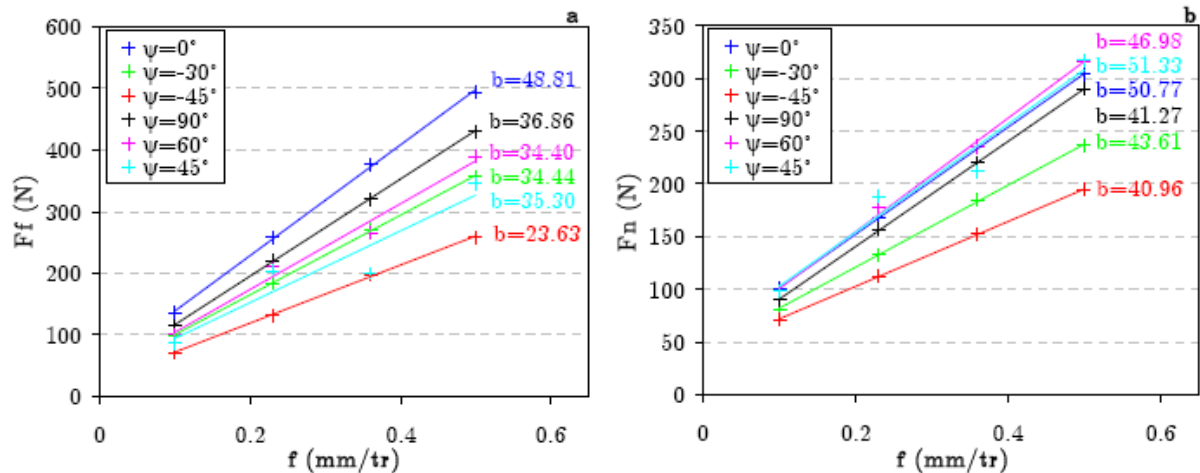 a
600
500
400
300
200
100
0
Ff (N)
ψ=0°
ψ=-30°
ψ=-45°
ψ=90°
ψ=60°
ψ=45°
b=48.81
b=36.86
b=34.40
b=34.44
b=35.30
b=23.63
0 0.2 0.4 0.6
f (mm/tr)
b
350
300
250
200
150
100
50
0
Fn (N)
ψ=0°
ψ=-30°
ψ=-45°
ψ=90°
ψ=60°
ψ=45°
b=46.98
b=51.33
b=50.77
b=41.27
b=43.61
b=40.96
0 0.2 0.4 0.6
f (mm/tr)